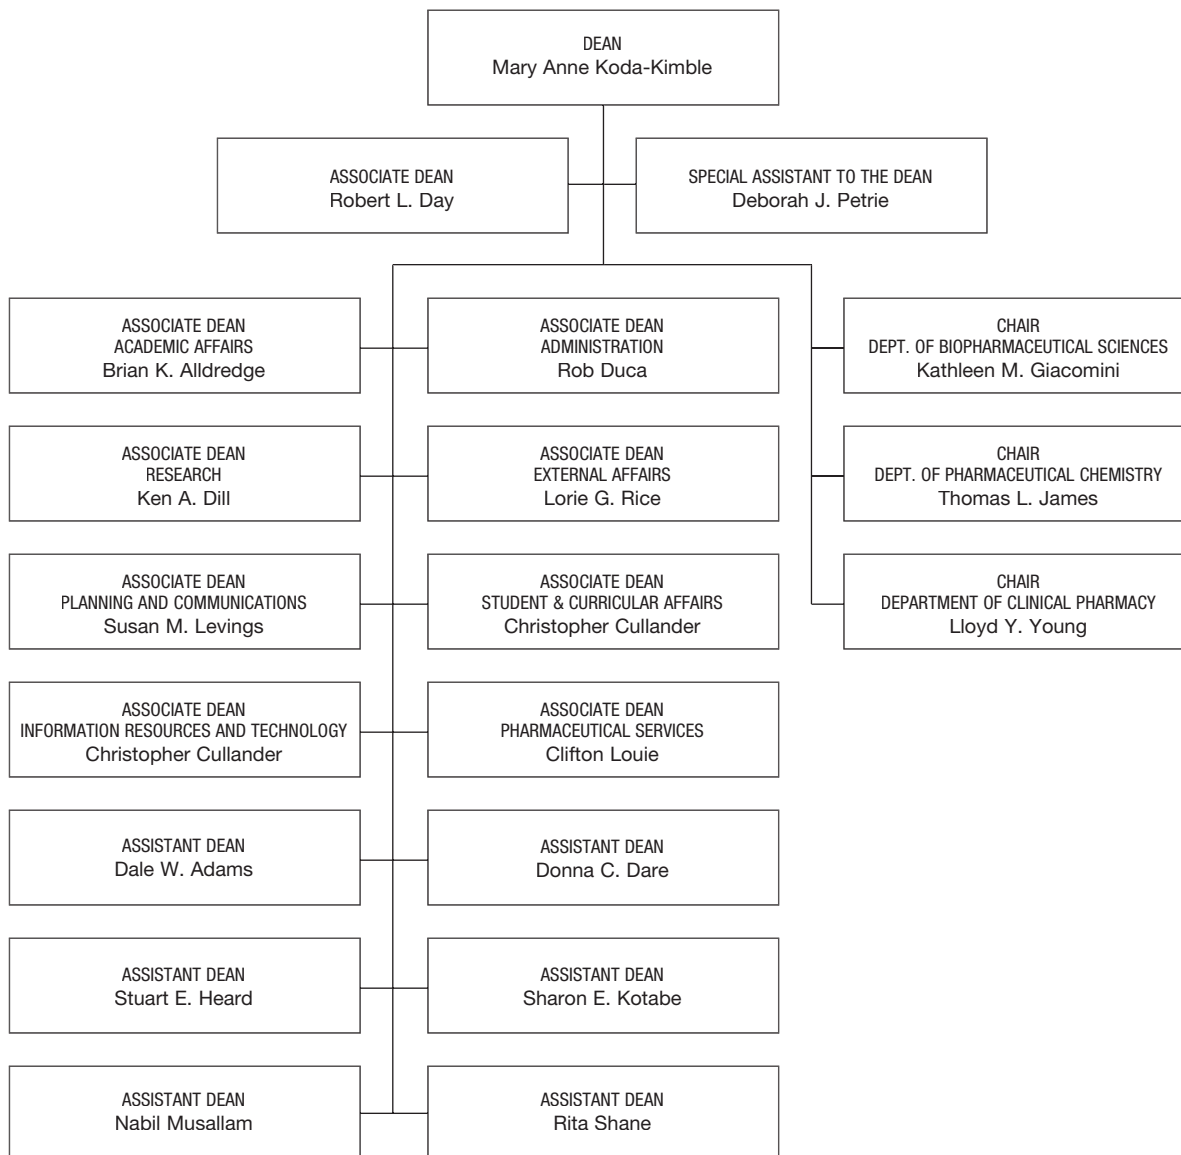 DEAN
Mary Anne Koda-Kimble
ASSOCIATE DEAN
Robert L. Day
SPECIAL ASSISTANT TO THE DEAN
Deborah J. Petrie
ASSOCIATE DEAN
ACADEMIC AFFAIRS
Brian K. Alldredge
ASSOCIATE DEAN
ADMINISTRATION
Rob Duca
CHAIR
DEPT. OF BIOPHARMACEUTICAL SCIENCES
Kathleen M. Giacomini
ASSOCIATE DEAN
RESEARCH
Ken A. Dill
ASSOCIATE DEAN
EXTERNAL AFFAIRS
Lorie G. Rice
CHAIR
DEPT. OF PHARMACEUTICAL CHEMISTRY
Thomas L. James
ASSOCIATE DEAN
PLANNING AND COMMUNICATIONS
Susan M. Levings
ASSOCIATE DEAN
STUDENT & CURRICULAR AFFAIRS
Christopher Cullander
CHAIR
DEPARTMENT OF CLINICAL PHARMACY
Lloyd Y. Young
ASSOCIATE DEAN
INFORMATION RESOURCES AND TECHNOLOGY
Christopher Cullander
ASSOCIATE DEAN
PHARMACEUTICAL SERVICES
Clifton Louie
ASSISTANT DEAN
Dale W. Adams
ASSISTANT DEAN
Donna C. Dare
ASSISTANT DEAN
Stuart E. Heard
ASSISTANT DEAN
Sharon E. Kotabe
ASSISTANT DEAN
Nabil Musallam
ASSISTANT DEAN
Rita Shane